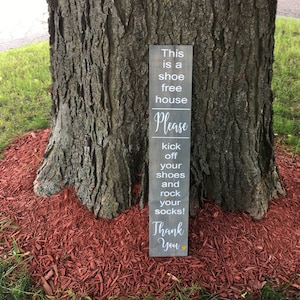 This
is a
shoe
free
house
Please
kick
off
your
shoes
and
rock
your
socks!
Thank
You